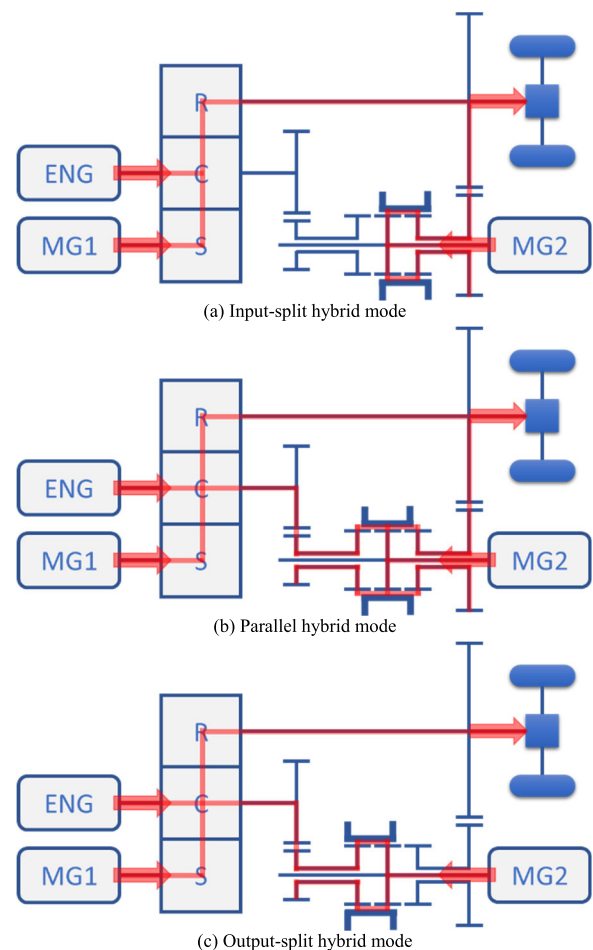 R
ENG
C
MG1
S
MG2
(a) Input-split hybrid mode
R
ENG
C
MG1
S
MG2
(b) Parallel hybrid mode
R
ENG
C
MG1
S
MG2
(c) Output-split hybrid mode